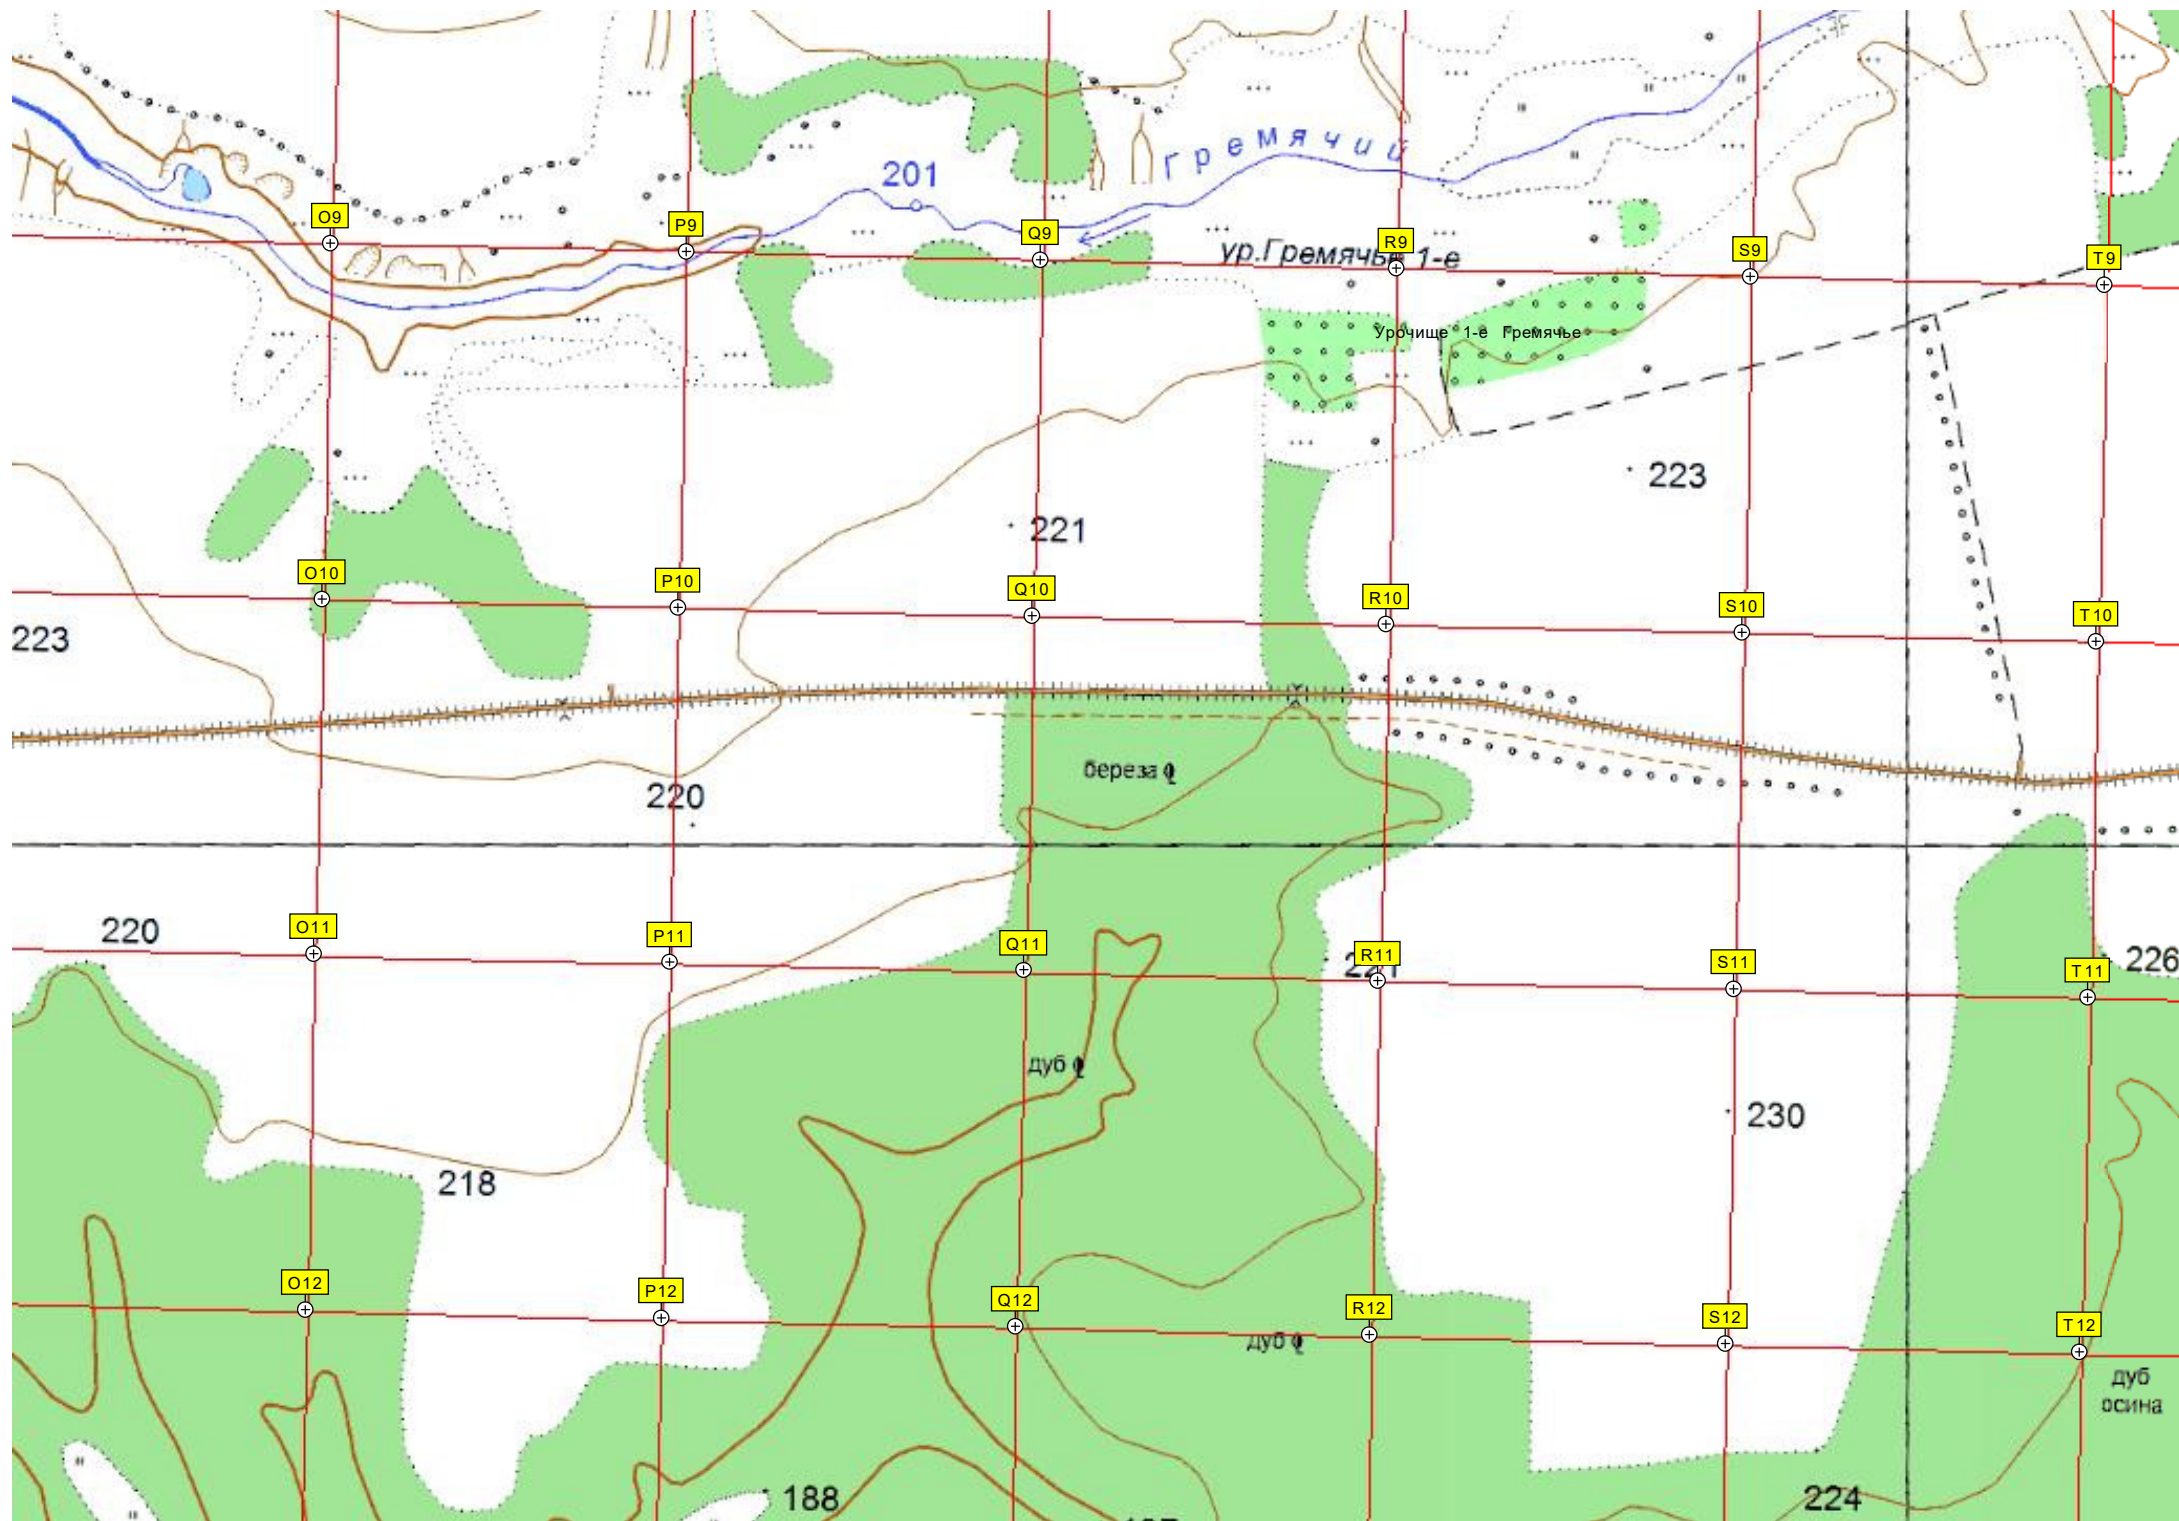 Гремячий
201
O9
P9
Q9
R9
S9
T9
ур.Гремячье 1-е
Урочище 1-е Гремячье
223
221
O10
P10
Q10
R10
S10
T10
223
береза
220
220
O11
P11
Q11
R11
S11
T11
221
226
дуб
230
218
O12
P12
Q12
R12
S12
T12
дуб
дуб
осина
188
224